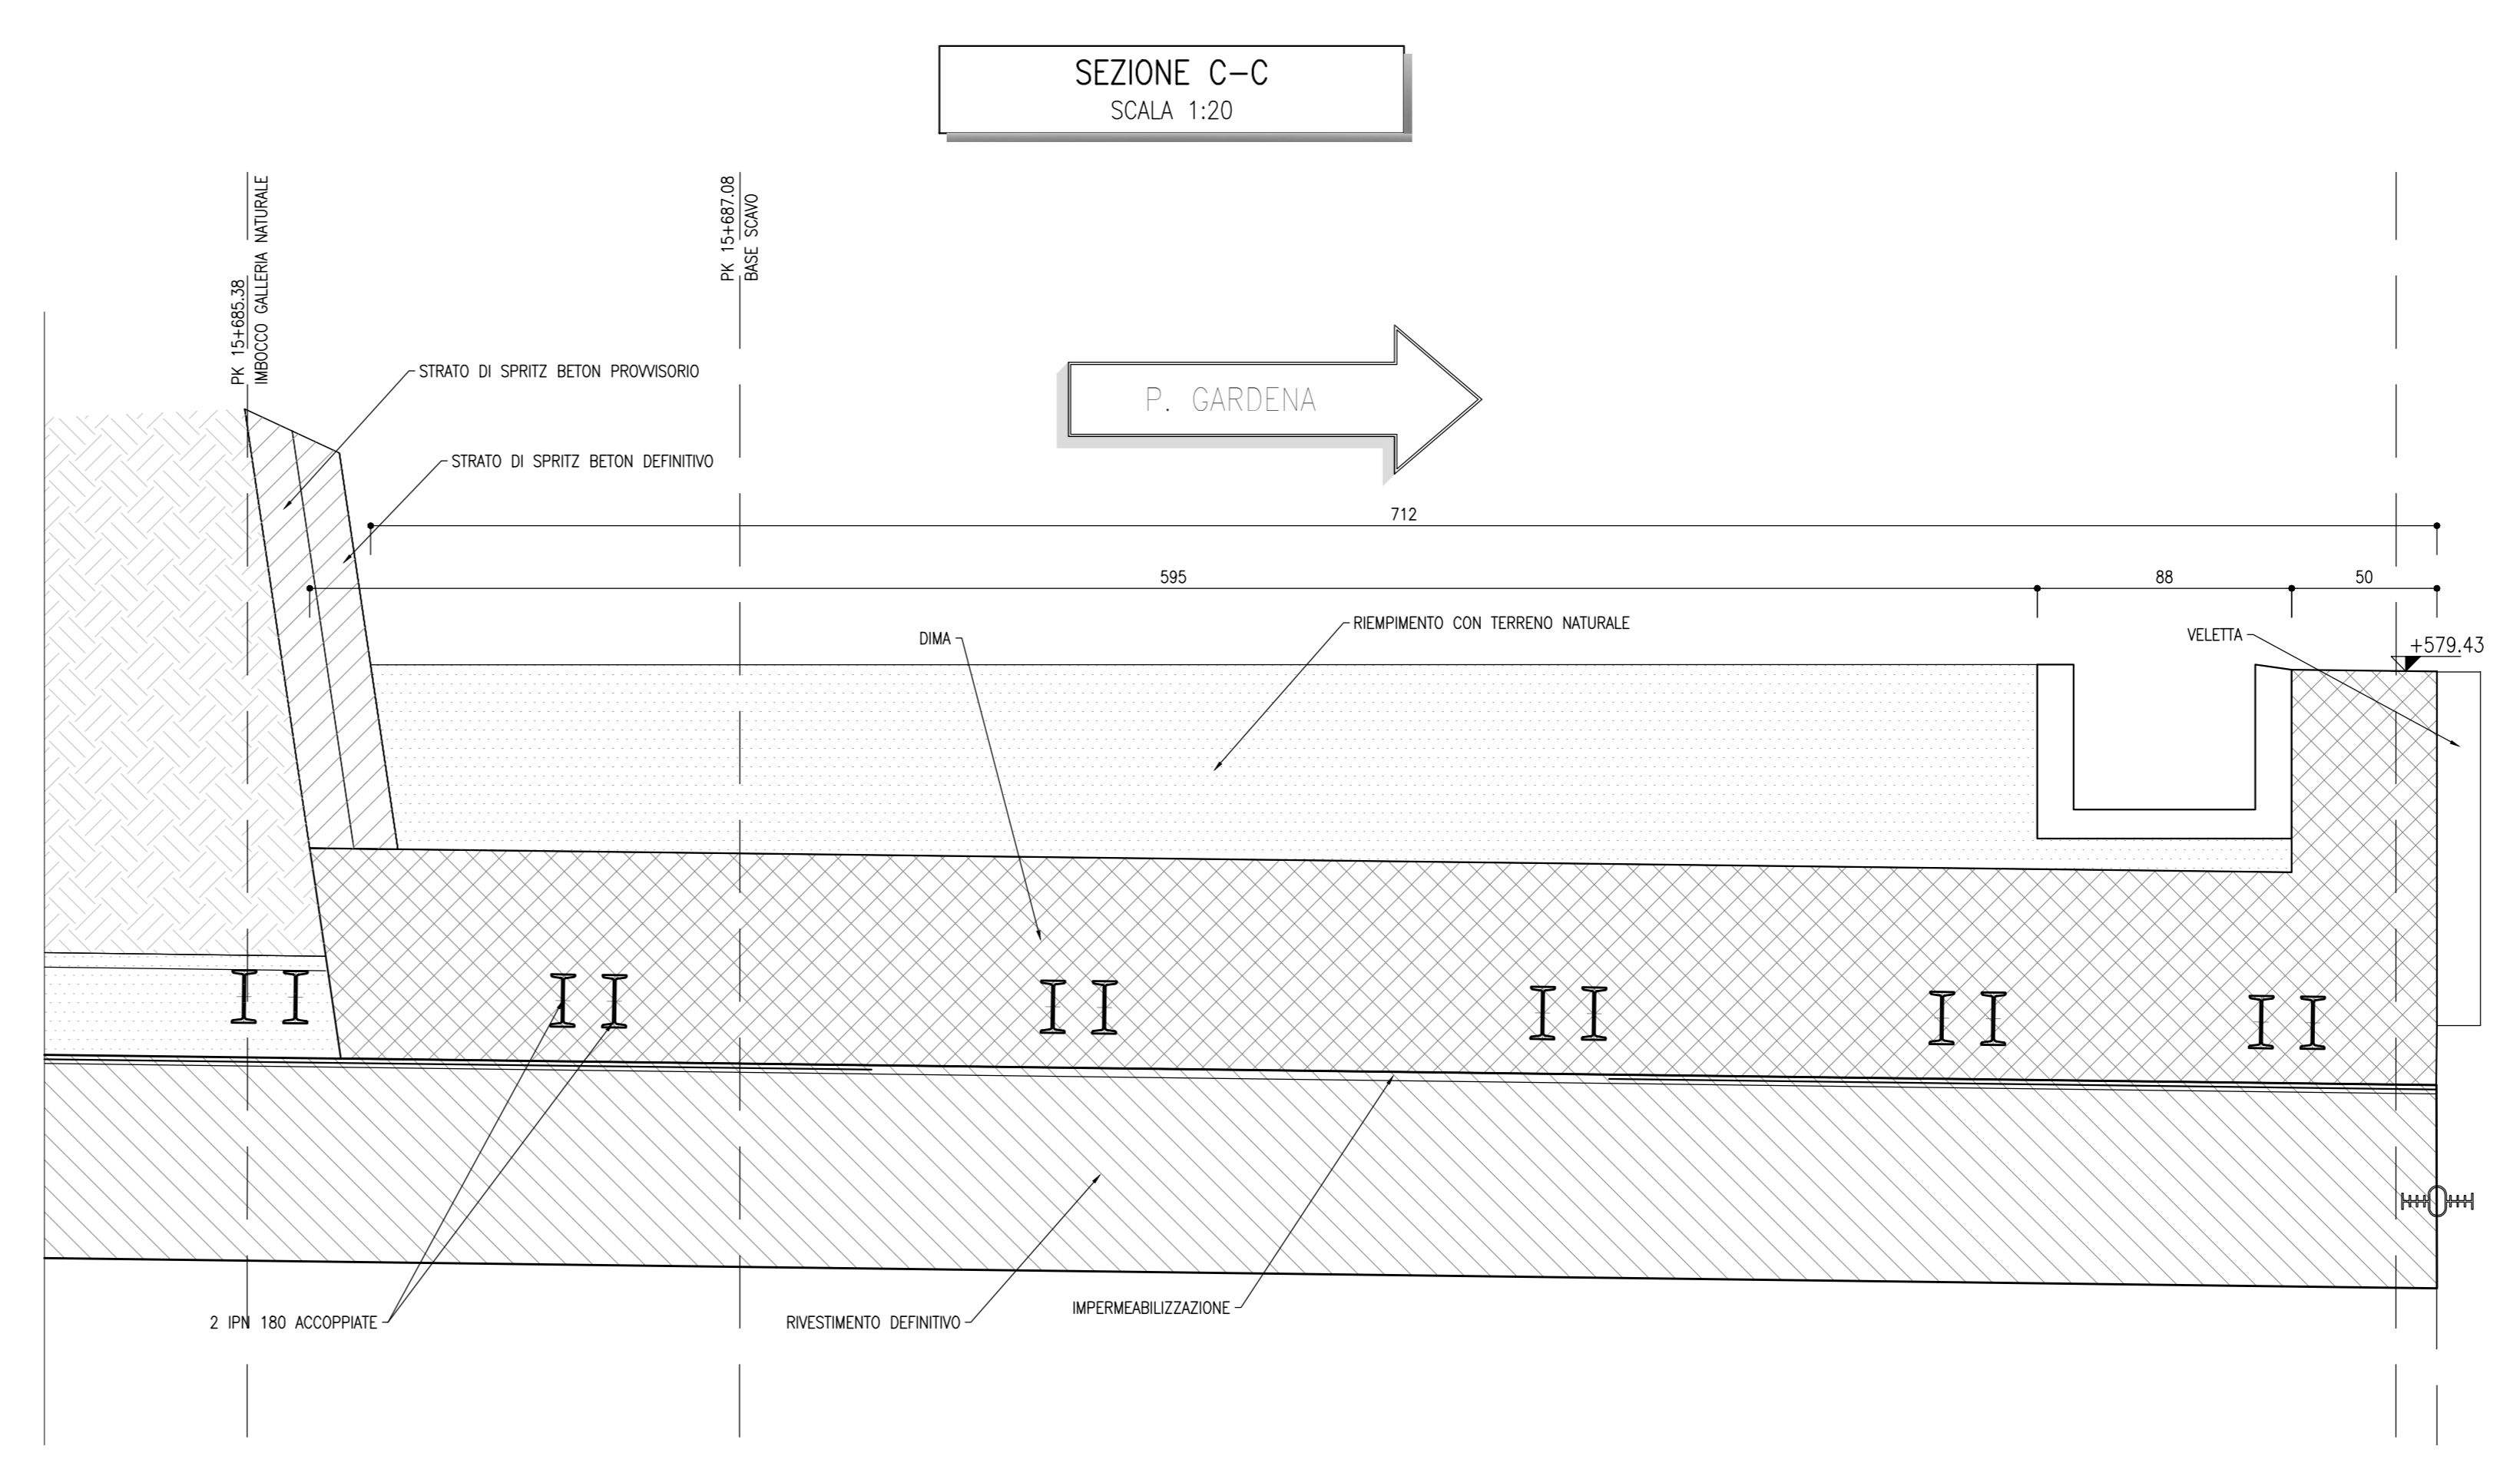 SEZIONE C-C
SCALA 1:20
PK 15+685.38
IMBOCCO GALLERIA NATURALE
PK 15+687.08
BASE SCAVO
STRATO DI SPRITZ BETON PROVVISORIO
P. GARDENA
STRATO DI SPRITZ BETON DEFINITIVO
712
595
88
50
RIEMPIMENTO CON TERRENO NATURALE
DIMA
VELETTA
+579.43
2 IPN 180 ACCOPPIATE
RIVESTIMENTO DEFINITIVO
IMPERMEABILIZZAZIONE